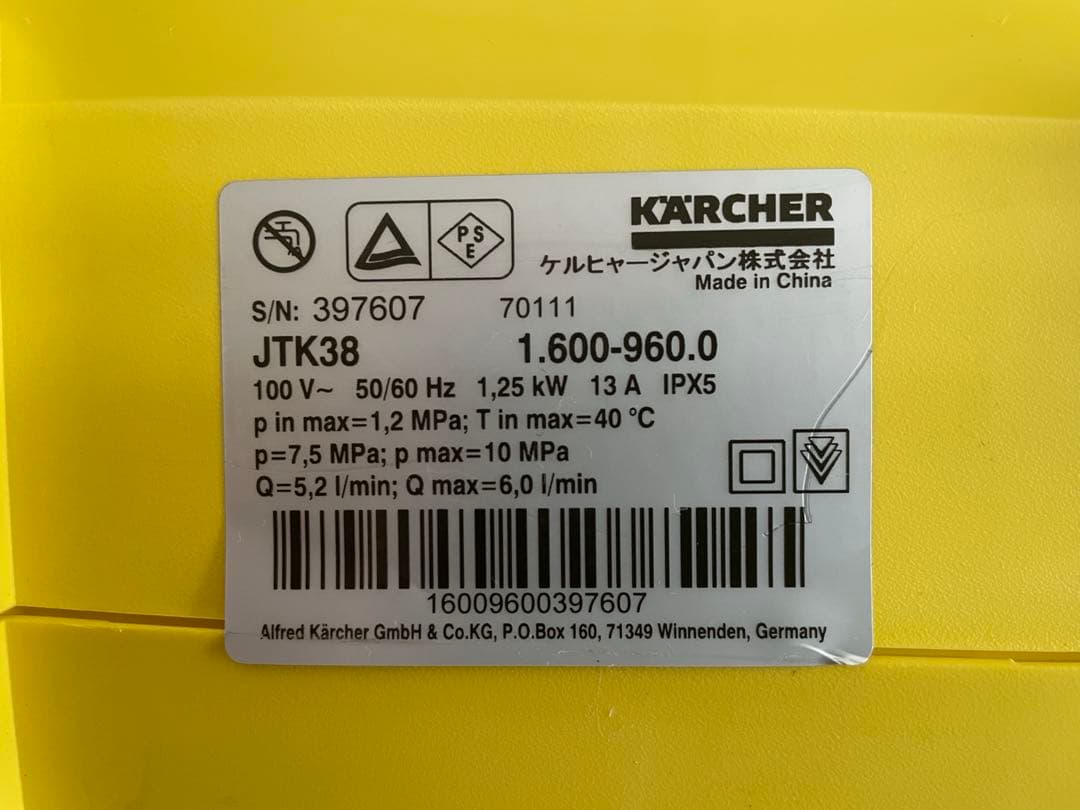 PS
E
KÄRCHER
ケルヒャージャパン株式会社
Made in China
S/N: 397607 70111
JTK38 1.600-960.0
100 V~ 50/60 Hz 1,25 kW 13 A IPX5
p in max=1,2 MPa; T in max=40 °C
p=7,5 MPa; p max=10 MPa
Q=5,2 l/min; Q max=6,0 l/min
16009600397607
Alfred Kärcher GmbH & Co.KG, P.O.Box 160, 71349 Winnenden, Germany